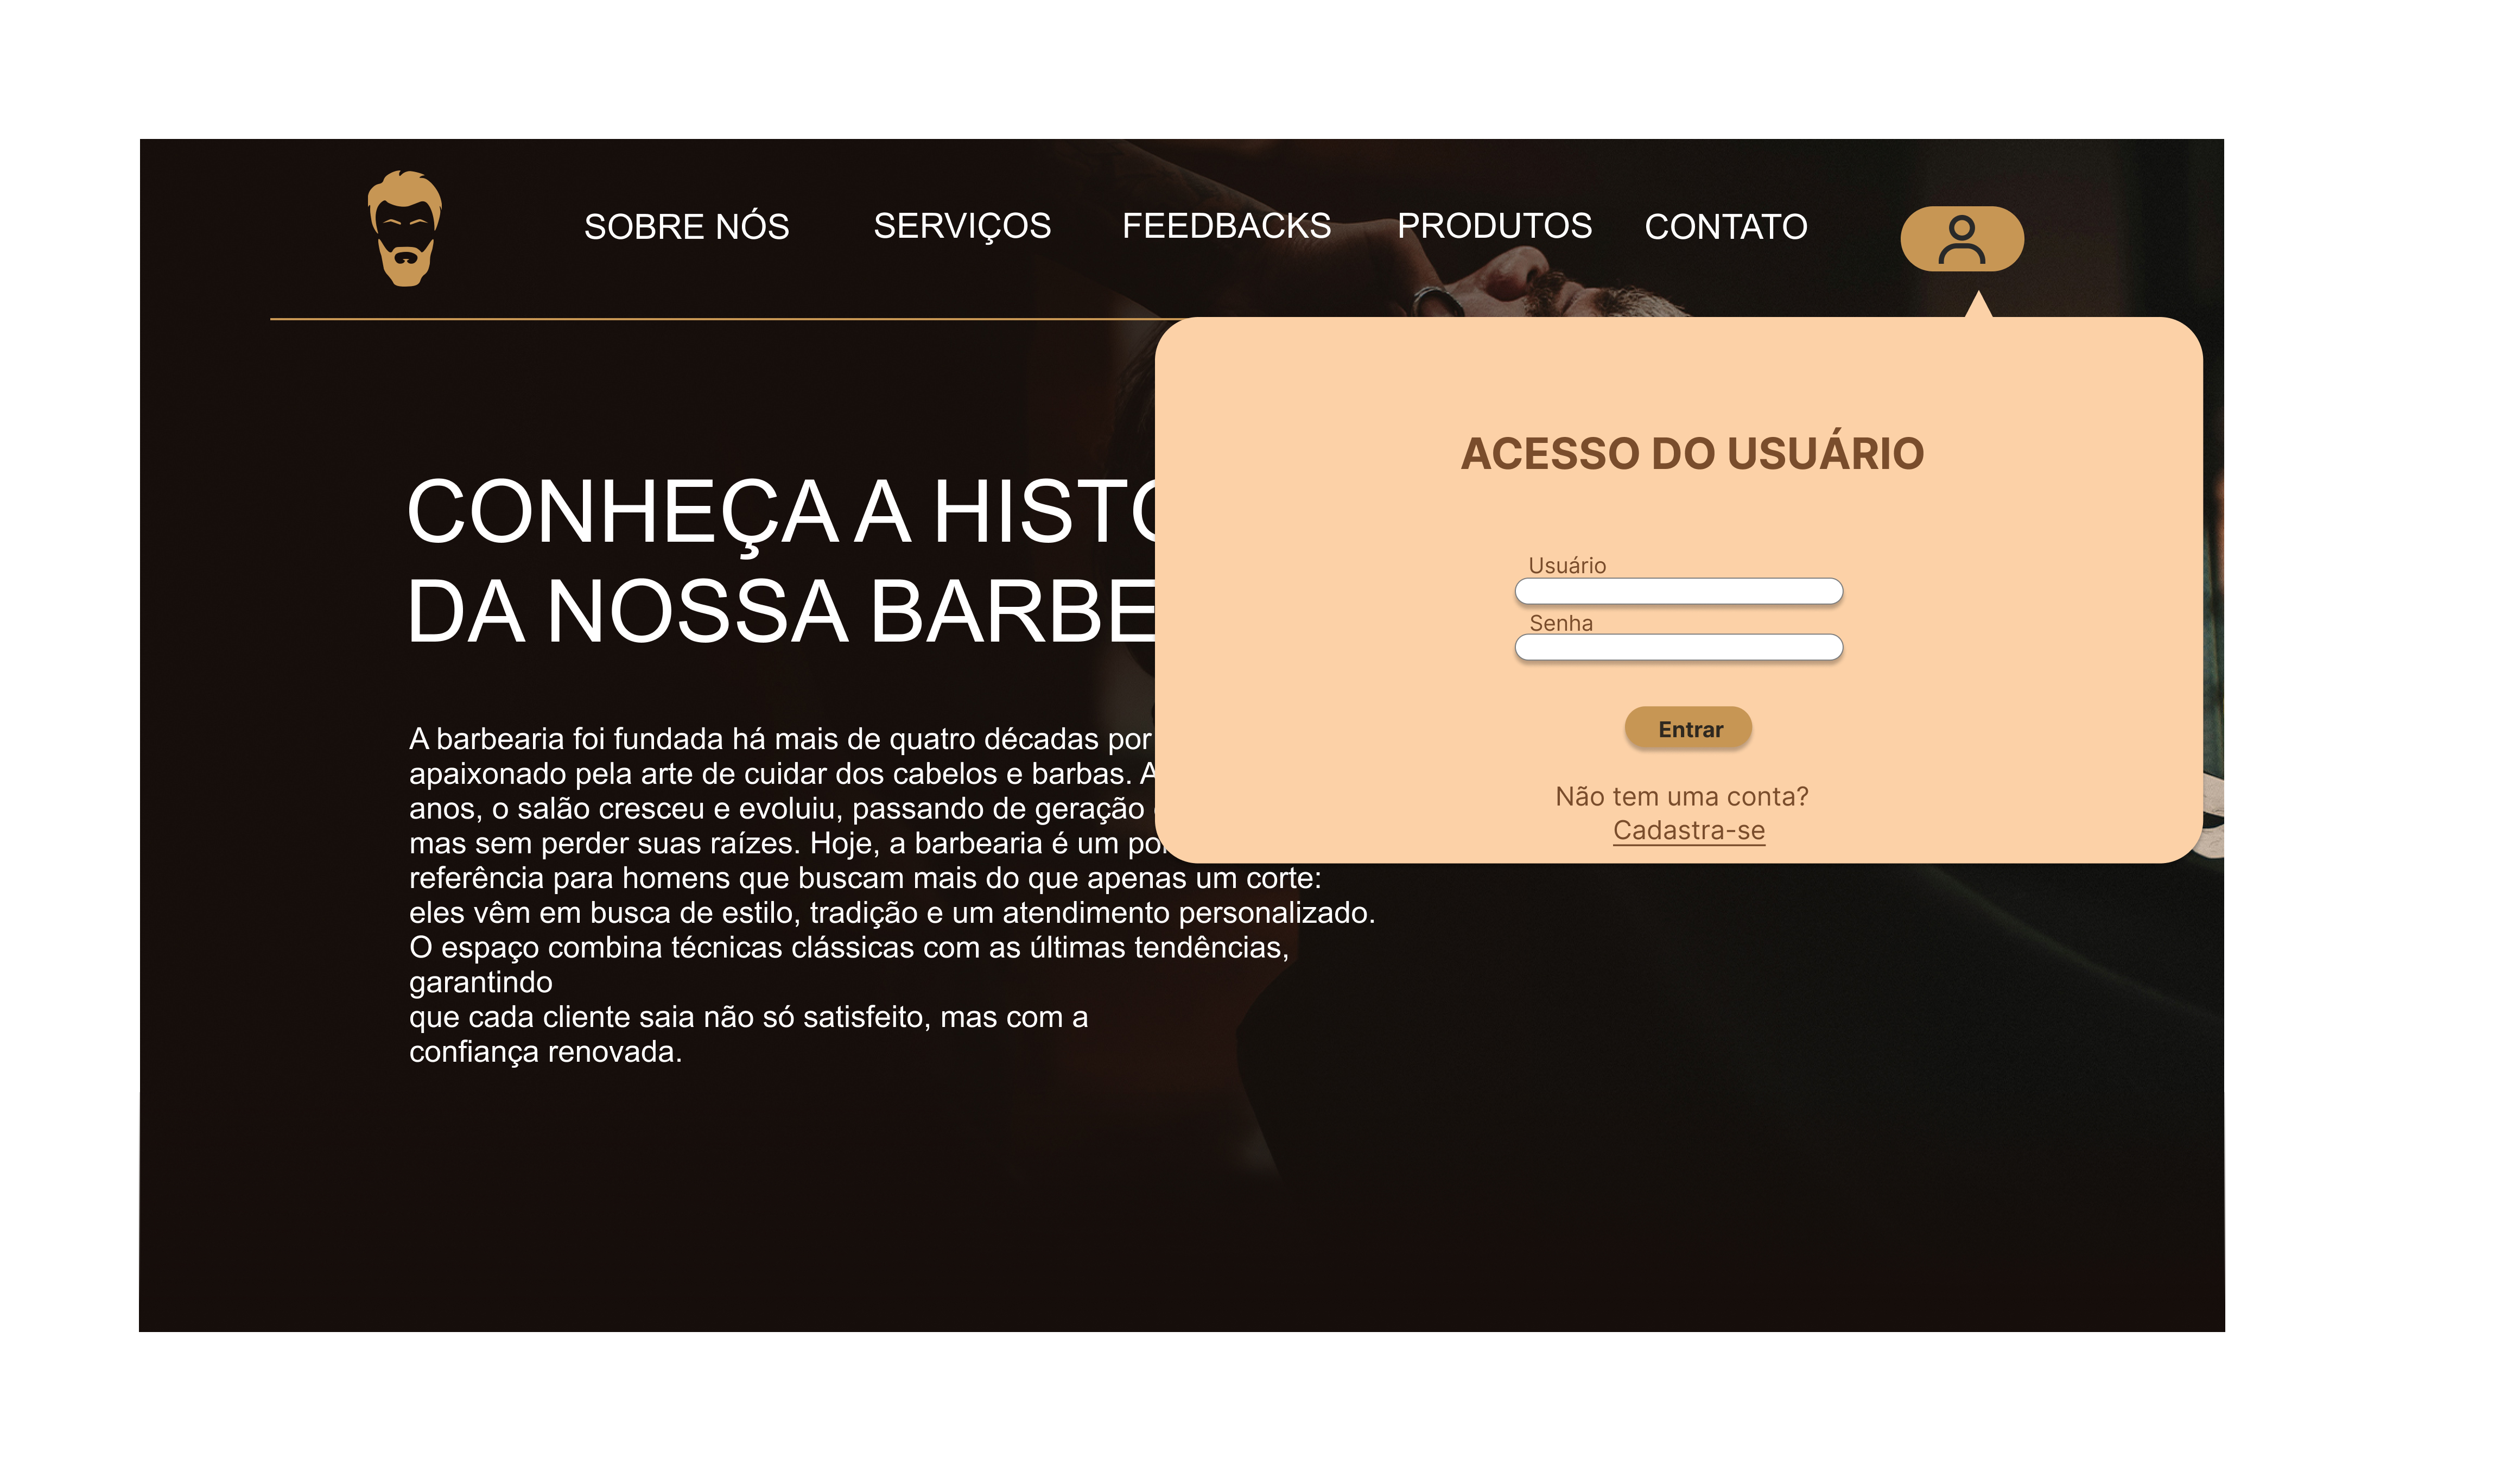 SOBRE NÓS
SERVIÇOS
FEEDBACKS
PRODUTOS
CONTATO
CONHEÇA A
DA NOSSA
A barbearia foi fundada há mais de quatro décadas por
apaixonado pela arte de cuidar dos cabelos e barbas.
anos, o salão cresceu e evoluiu, passando de geração
mas sem perder suas raízes. Hoje, a barbearia é um
referência para homens que buscam mais do que apenas um corte:
eles vêm em busca de estilo, tradição e um atendimento personalizado.
O espaço combina técnicas clássicas com as últimas tendências,
garantindo
que cada cliente saia não só satisfeito, mas com a
confiança renovada.
ACESSO DO USUÁRIO
Usuário
Senha
Entrar
Não tem uma conta?
Cadastra-se